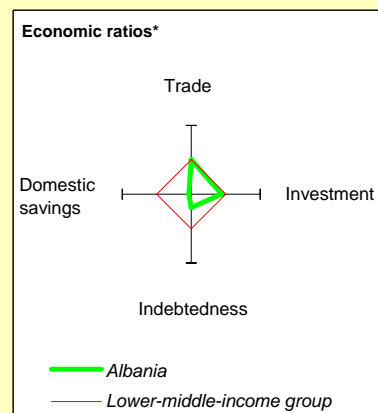 Economic ratios*
Trade
Domestic
savings
Investment
Indebtedness
Albania
Lower-middle-income group